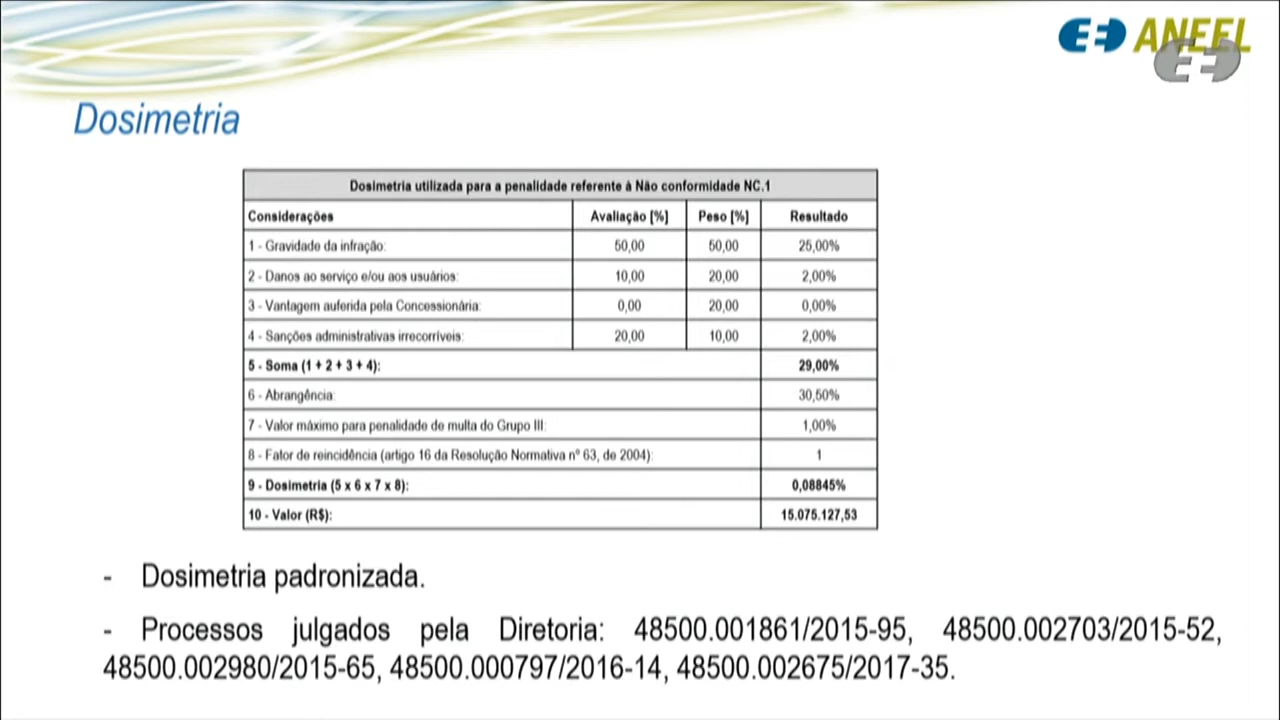 ANEEL
Dosimetria
Dosimetria utilizada para a penalidade referente à Não conformidade NC.1
Considerações Avaliação [%] Peso [%] Resultado
1 - Gravidade da infração: 50,00 50,00 25,00%
2 - Danos ao serviço e/ou aos usuários: 10,00 20,00 2,00%
3 - Vantagem auferida pela Concessionária: 0,00 20,00 0,00%
4 - Sanções administrativas irrecorríveis: 20,00 10,00 2,00%
5 - Soma (1 + 2 + 3 + 4): 29,00%
6 - Abrangência: 30,50%
7 - Valor máximo para penalidade de multa do Grupo III: 1,00%
8 - Fator de reincidência (artigo 16 da Resolução Normativa nº 63, de 2004): 1
9 - Dosimetria (5 x 6 x 7 x 8): 0,08845%
10 - Valor (R$): 15.075.127,53
- Dosimetria padronizada.
- Processos julgados pela Diretoria: 48500.001861/2015-95, 48500.002703/2015-52,
48500.002980/2015-65, 48500.000797/2016-14, 48500.002675/2017-35.